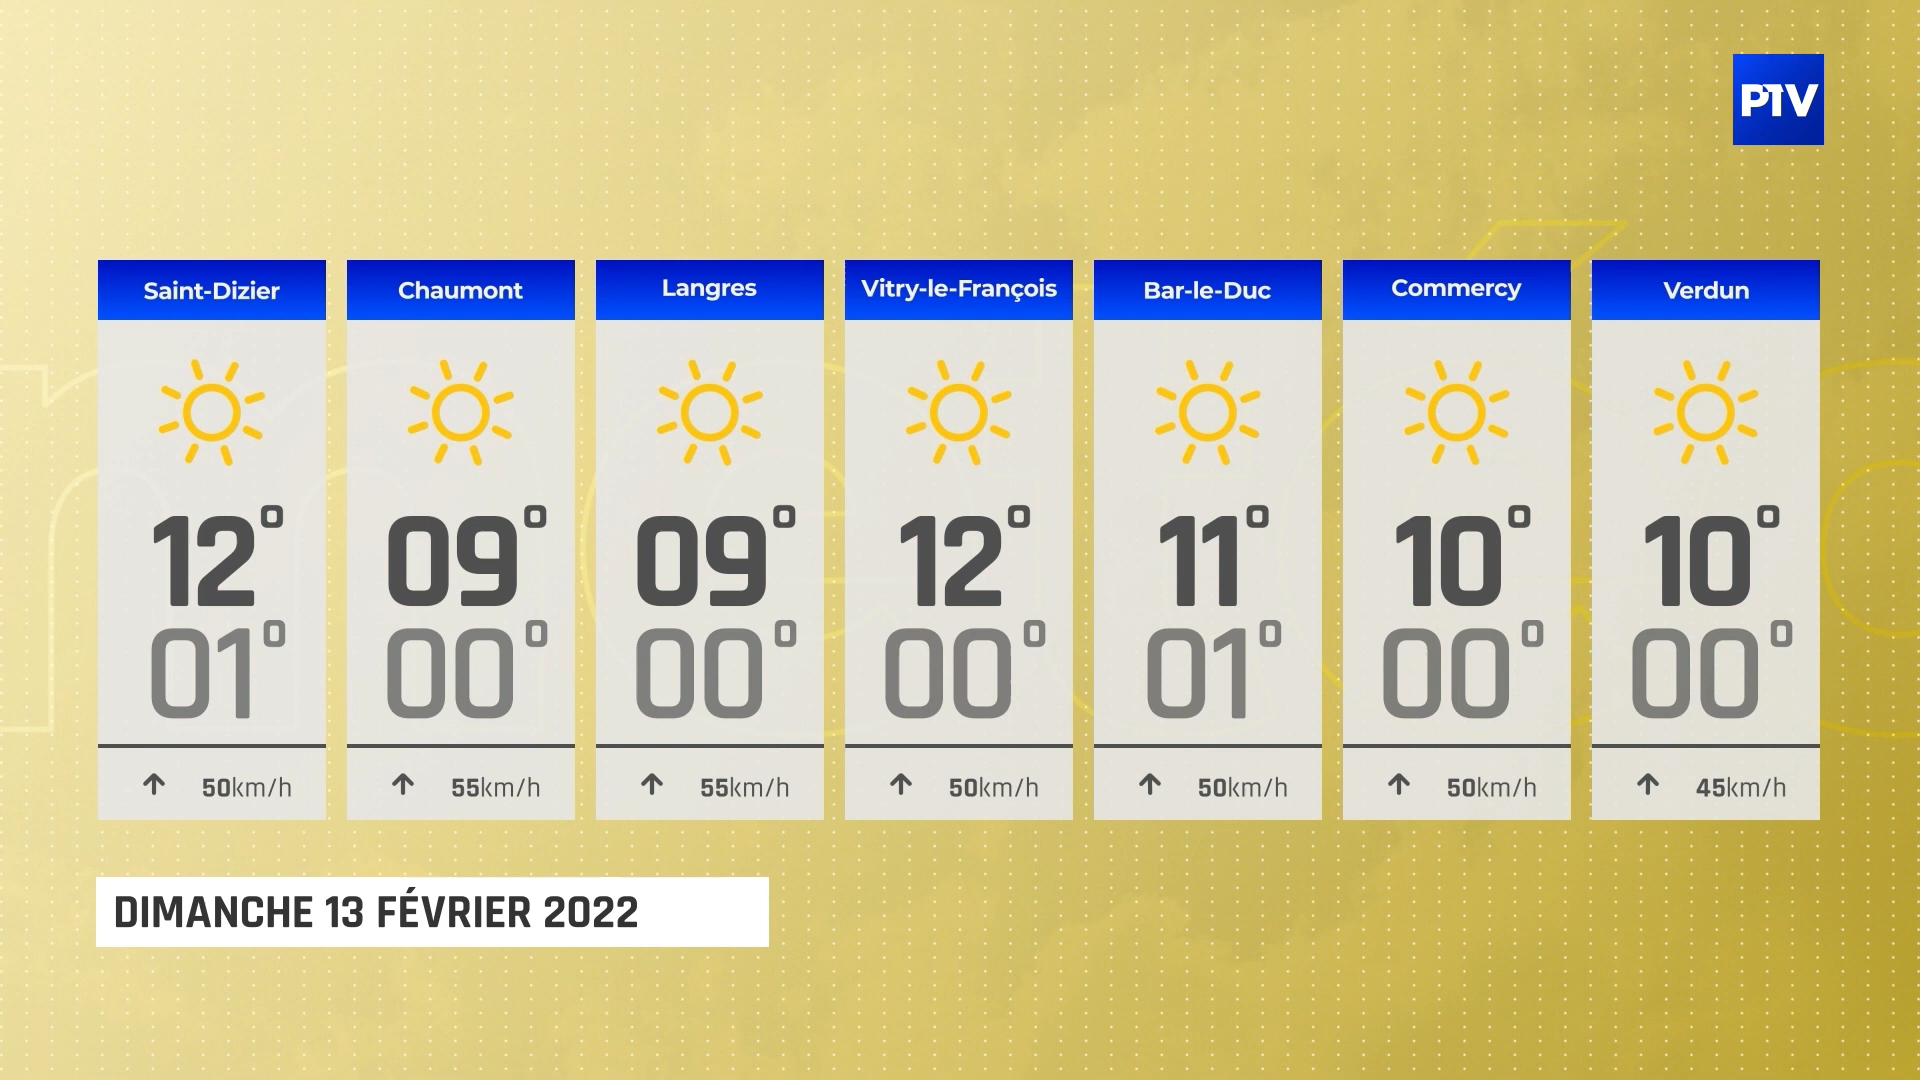 PTV
Saint-Dizier
12°
01°
50km/h
Chaumont
09°
00°
55km/h
Langres
09°
00°
55km/h
Vitry-le-François
12°
00°
50km/h
Bar-le-Duc
11°
01°
50km/h
Commercy
10°
00°
50km/h
Verdun
10°
00°
45km/h
DIMANCHE 13 FÉVRIER 2022